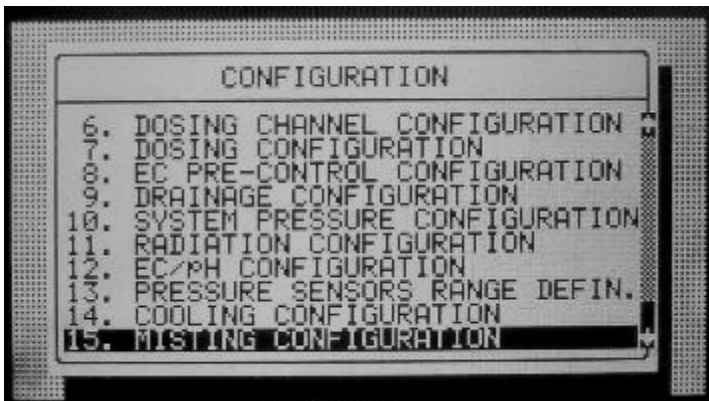 CONFIGURATION
6. DOSING CHANNEL CONFIGURATION
7. DOSING CONFIGURATION
8. EC PRE-CONTROL CONFIGURATION
9. DRAINAGE CONFIGURATION
10. SYSTEM PRESSURE CONFIGURATION
11. RADIATION CONFIGURATION
12. EC/pH CONFIGURATION
13. PRESSURE SENSORS RANGE DEFIN.
14. COOLING CONFIGURATION
15. MISTING CONFIGURATION